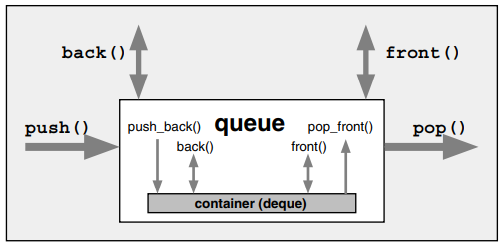 back()
front()
push()
pop()
queue
push_back()
pop_front()
back()
front()
container (deque)